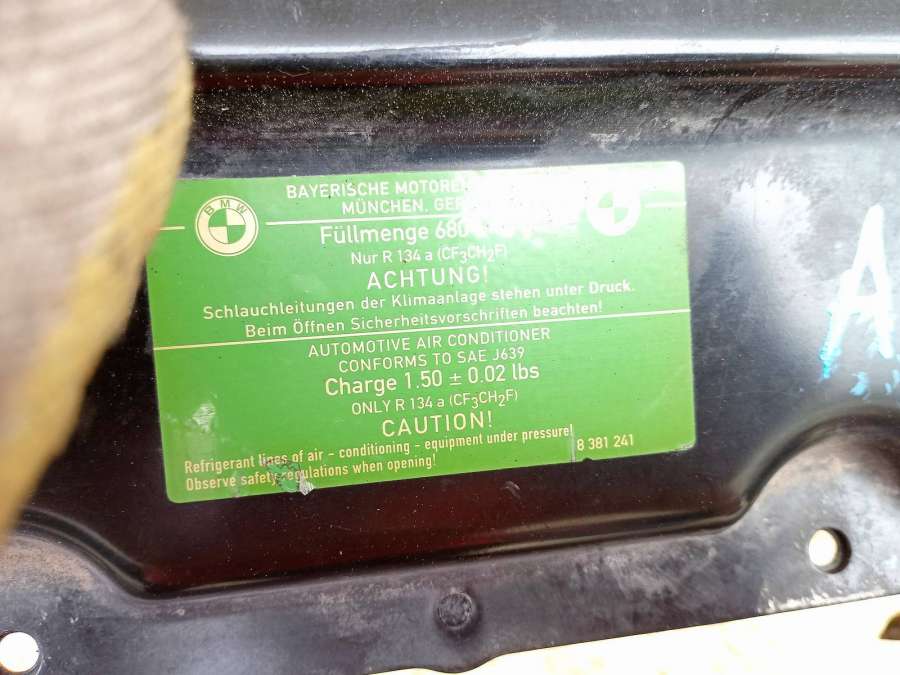 BMW
BAYERISCHE
MÜNCHEN,
Füllmenge 680
Nur R 134 a (CF3CH2F)
ACHTUNG!
Schlauchleitungen der Klimaanlage stehen unter Druck.
Beim Öffnen Sicherheitsvorschriften beachten!
AUTOMOTIVE AIR CONDITIONER
CONFORMS TO SAE J639
Charge 1.50 ± 0.02 lbs
ONLY R 134 a (CF3CH2F)
CAUTION!
Refrigerant lines of air - conditioning - equipment under pressure!
Observe safety regulations when opening!
8 381 241
A